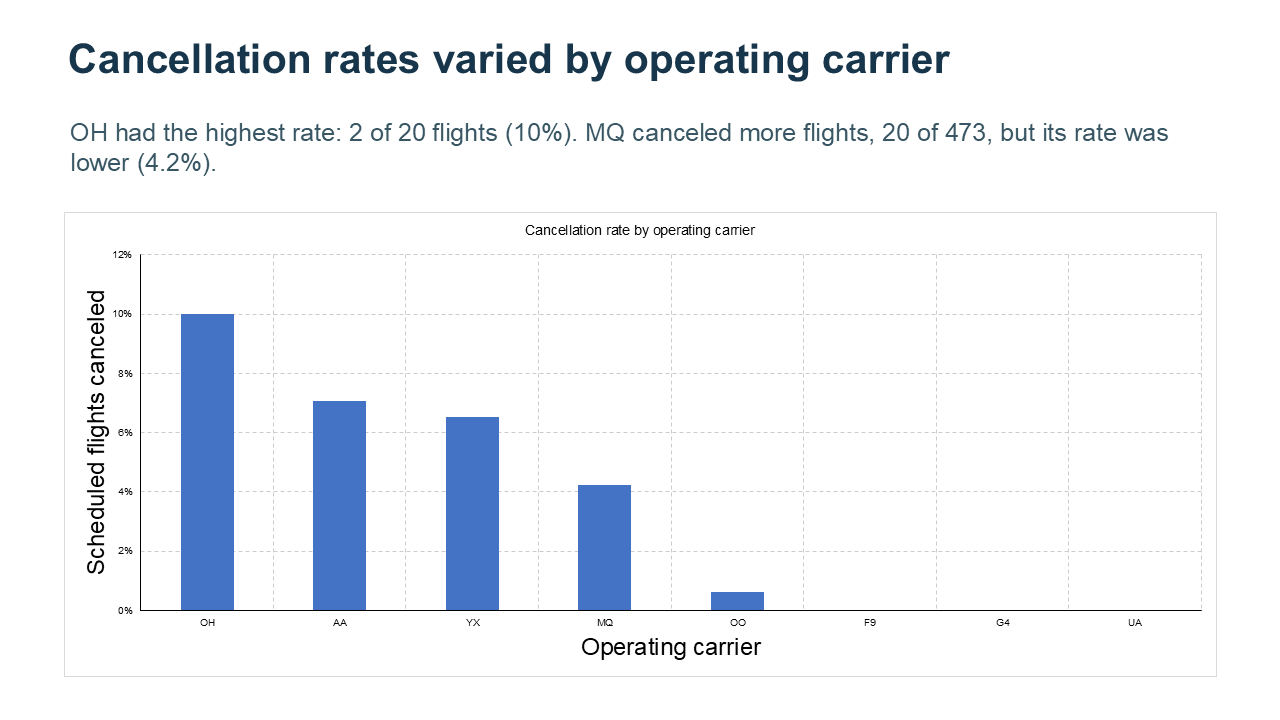 Cancellation rates varied by operating carrier
OH had the highest rate: 2 of 20 flights (10%). MQ canceled more flights, 20 of 473, but its rate was
lower (4.2%).
Cancellation rate by operating carrier
Scheduled flights canceled
12%
10%
8%
6%
4%
2%
0%
OH
AA
YX
MQ
OO
F9
G4
UA
Operating carrier